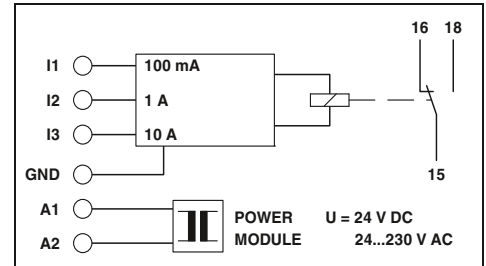 16 18
I1 100 mA
I2 1 A
I3 10 A
GND
15
A1
A2
POWER U = 24 V DC
MODULE 24...230 V AC